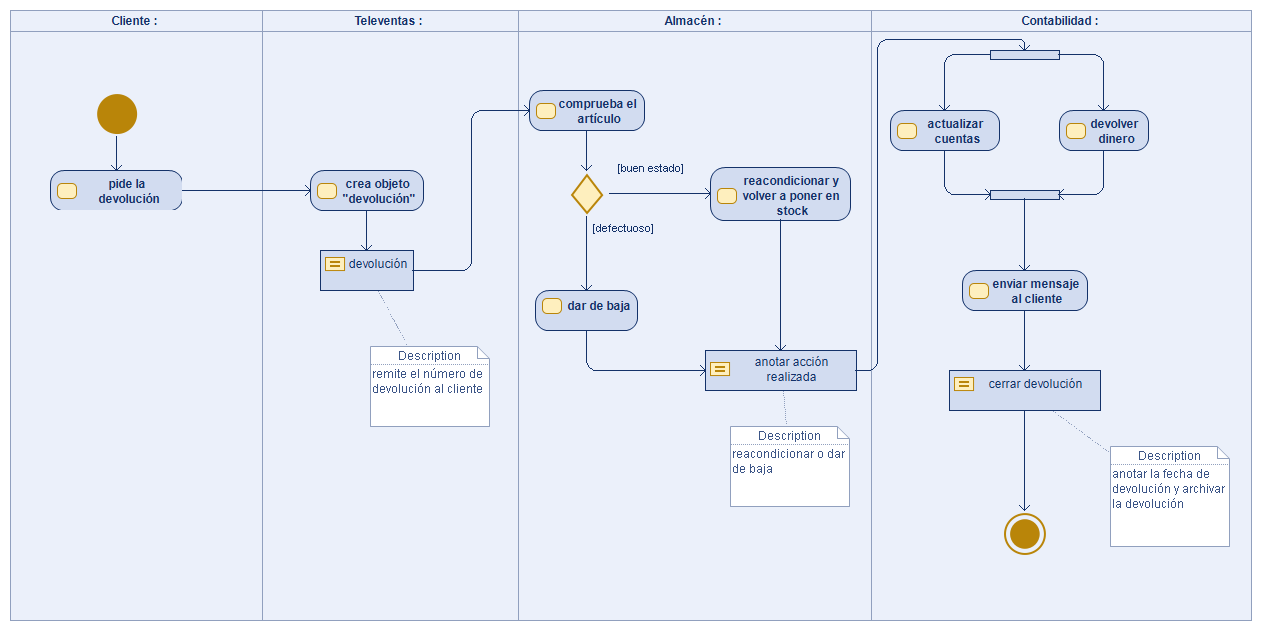 Cliente :
Televentas :
Almacén :
Contabilidad :
pide la
devolución
crea objeto
"devolución"
devolución
Description
remite el número de
devolución al cliente
comprueba el
artículo
[buen estado]
[defectuoso]
reacondicionar y
volver a poner en
stock
dar de baja
anotar acción
realizada
Description
reacondicionar o dar
de baja
actualizar
cuentas
devolver
dinero
enviar mensaje
al cliente
cerrar devolución
Description
anotar la fecha de
devolución y archivar
la devolución